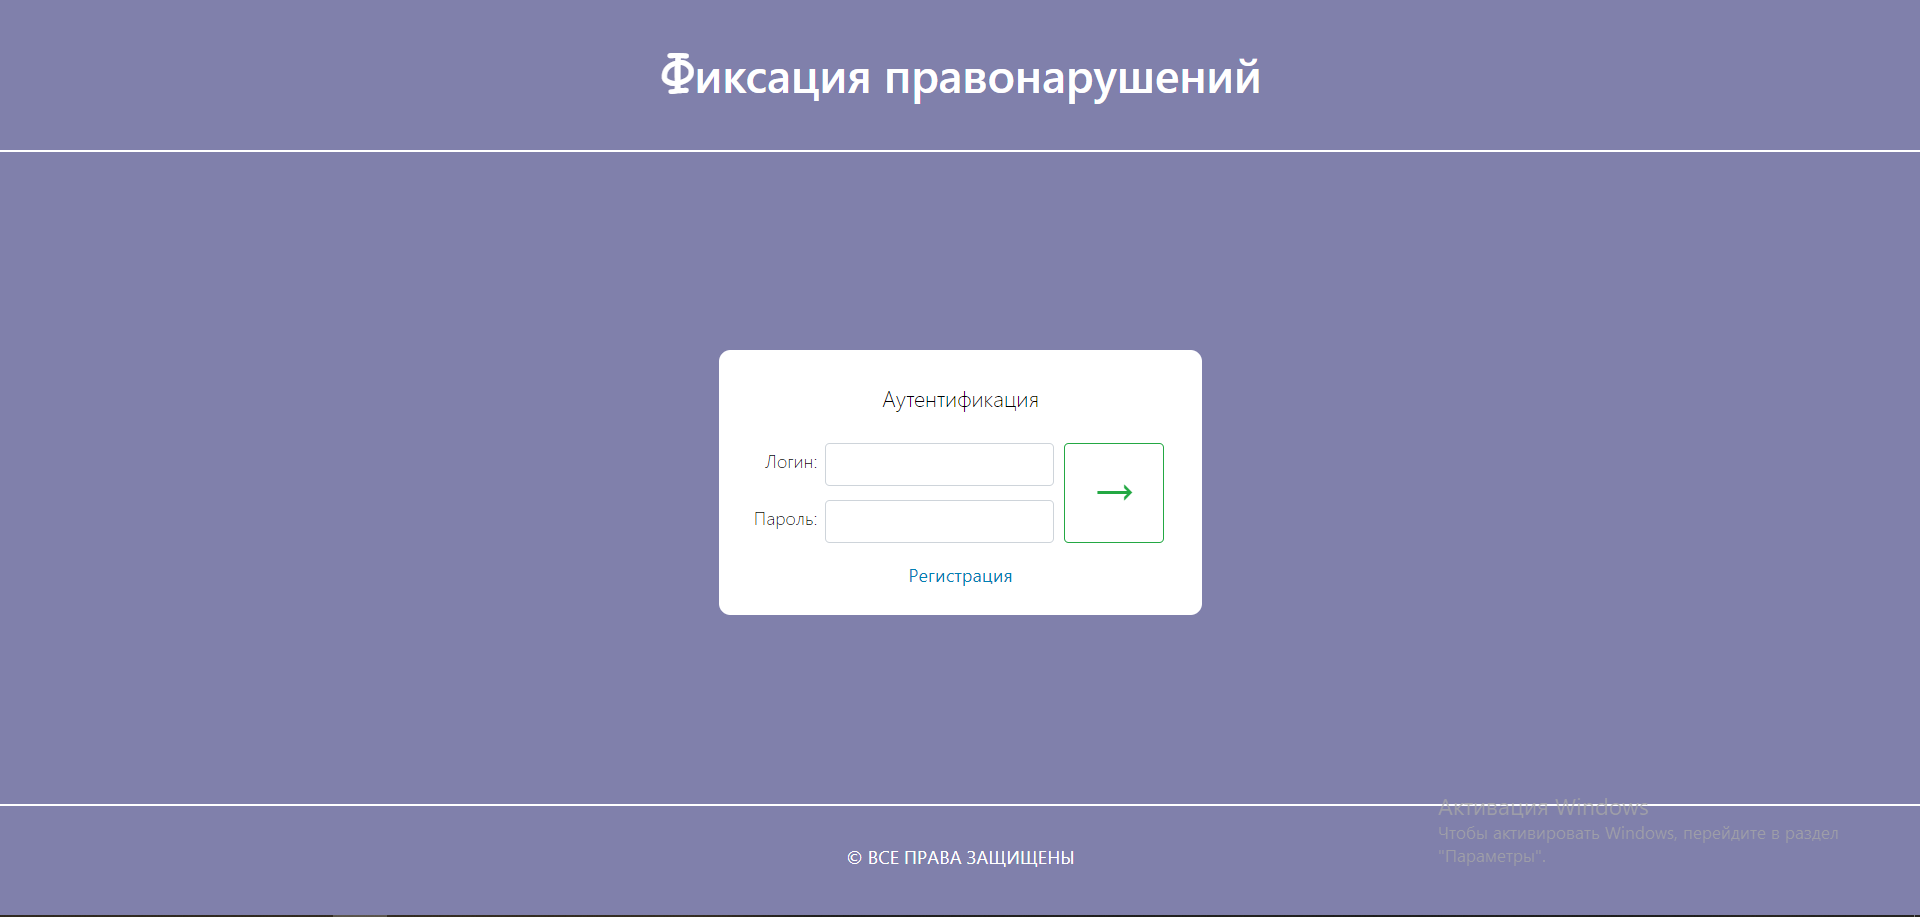 Фиксация правонарушений
Аутентификация
Логин:
→
Пароль:
Регистрация
Активация Windows
Чтобы активировать Windows, перейдите в раздел
"Параметры".
© ВСЕ ПРАВА ЗАЩИЩЕНЫ